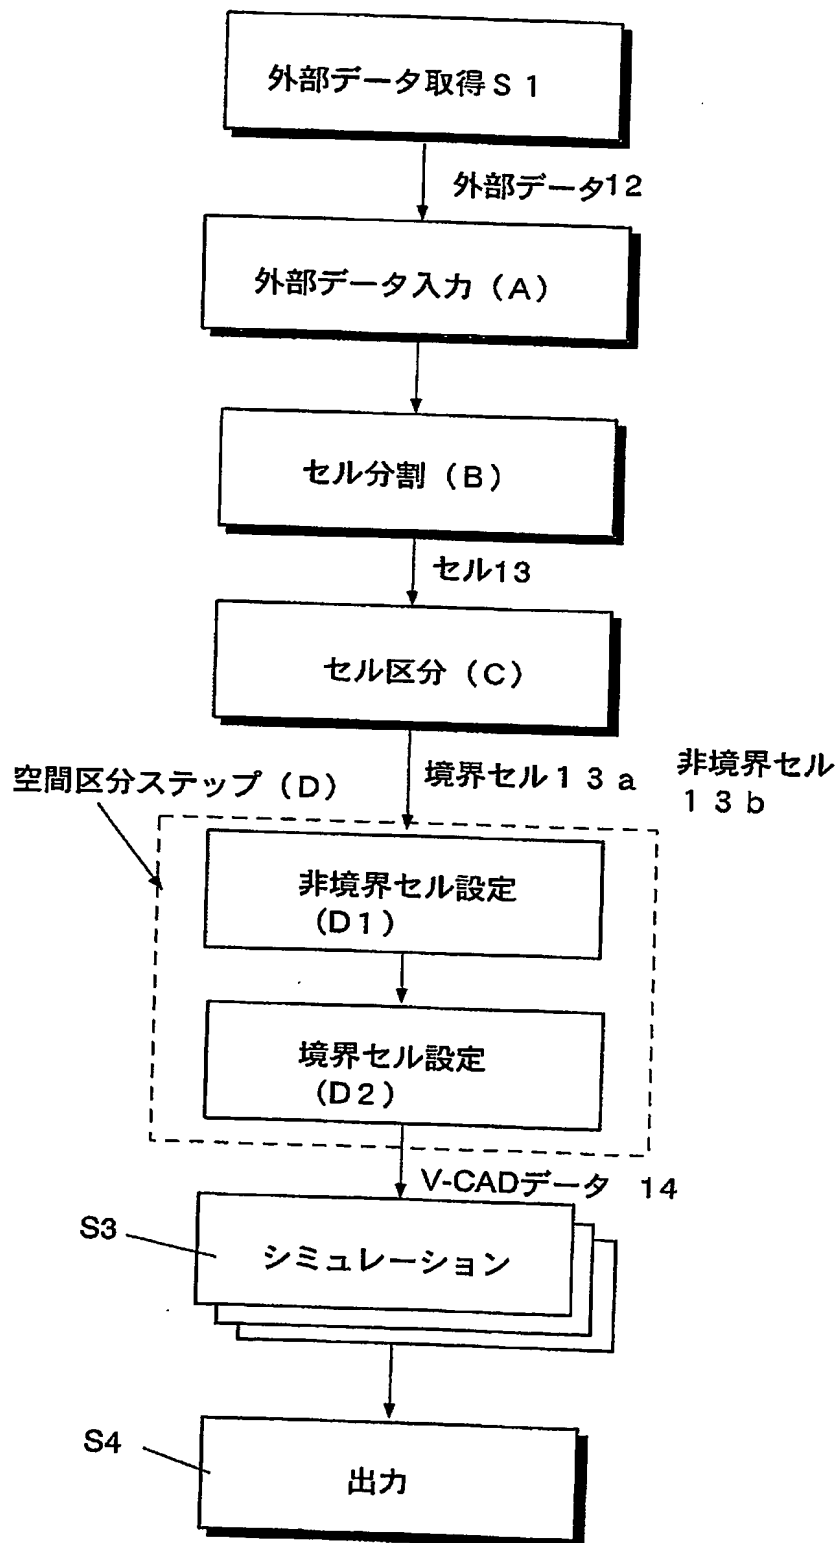 外部データ取得S 1
外部データ12
外部データ入力（A）
セル分割（B）
セル13
セル区分（C）
空間区分ステップ（D）
境界セル１３a
非境界セル
１３b
非境界セル設定
（D１）
境界セル設定
（D２）
V-CADデータ 14
S3
シミュレーション
S4
出力